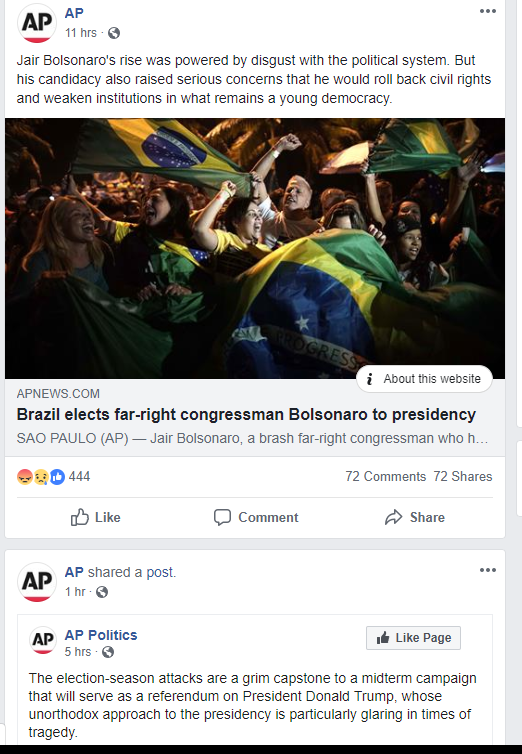 AP
AP
11 hrs ·
Jair Bolsonaro's rise was powered by disgust with the political system. But
his candidacy also raised serious concerns that he would roll back civil rights
and weaken institutions in what remains a young democracy.
PROGRESS
i About this website
APNEWS.COM
Brazil elects far-right congressman Bolsonaro to presidency
SAO PAULO (AP) — Jair Bolsonaro, a brash far-right congressman who h...
444 72 Comments 72 Shares
Like Comment Share
AP
AP shared a post.
1 hr ·
AP
AP Politics
5 hrs ·
Like Page
The election-season attacks are a grim capstone to a midterm campaign
that will serve as a referendum on President Donald Trump, whose
unorthodox approach to the presidency is particularly glaring in times of
tragedy.